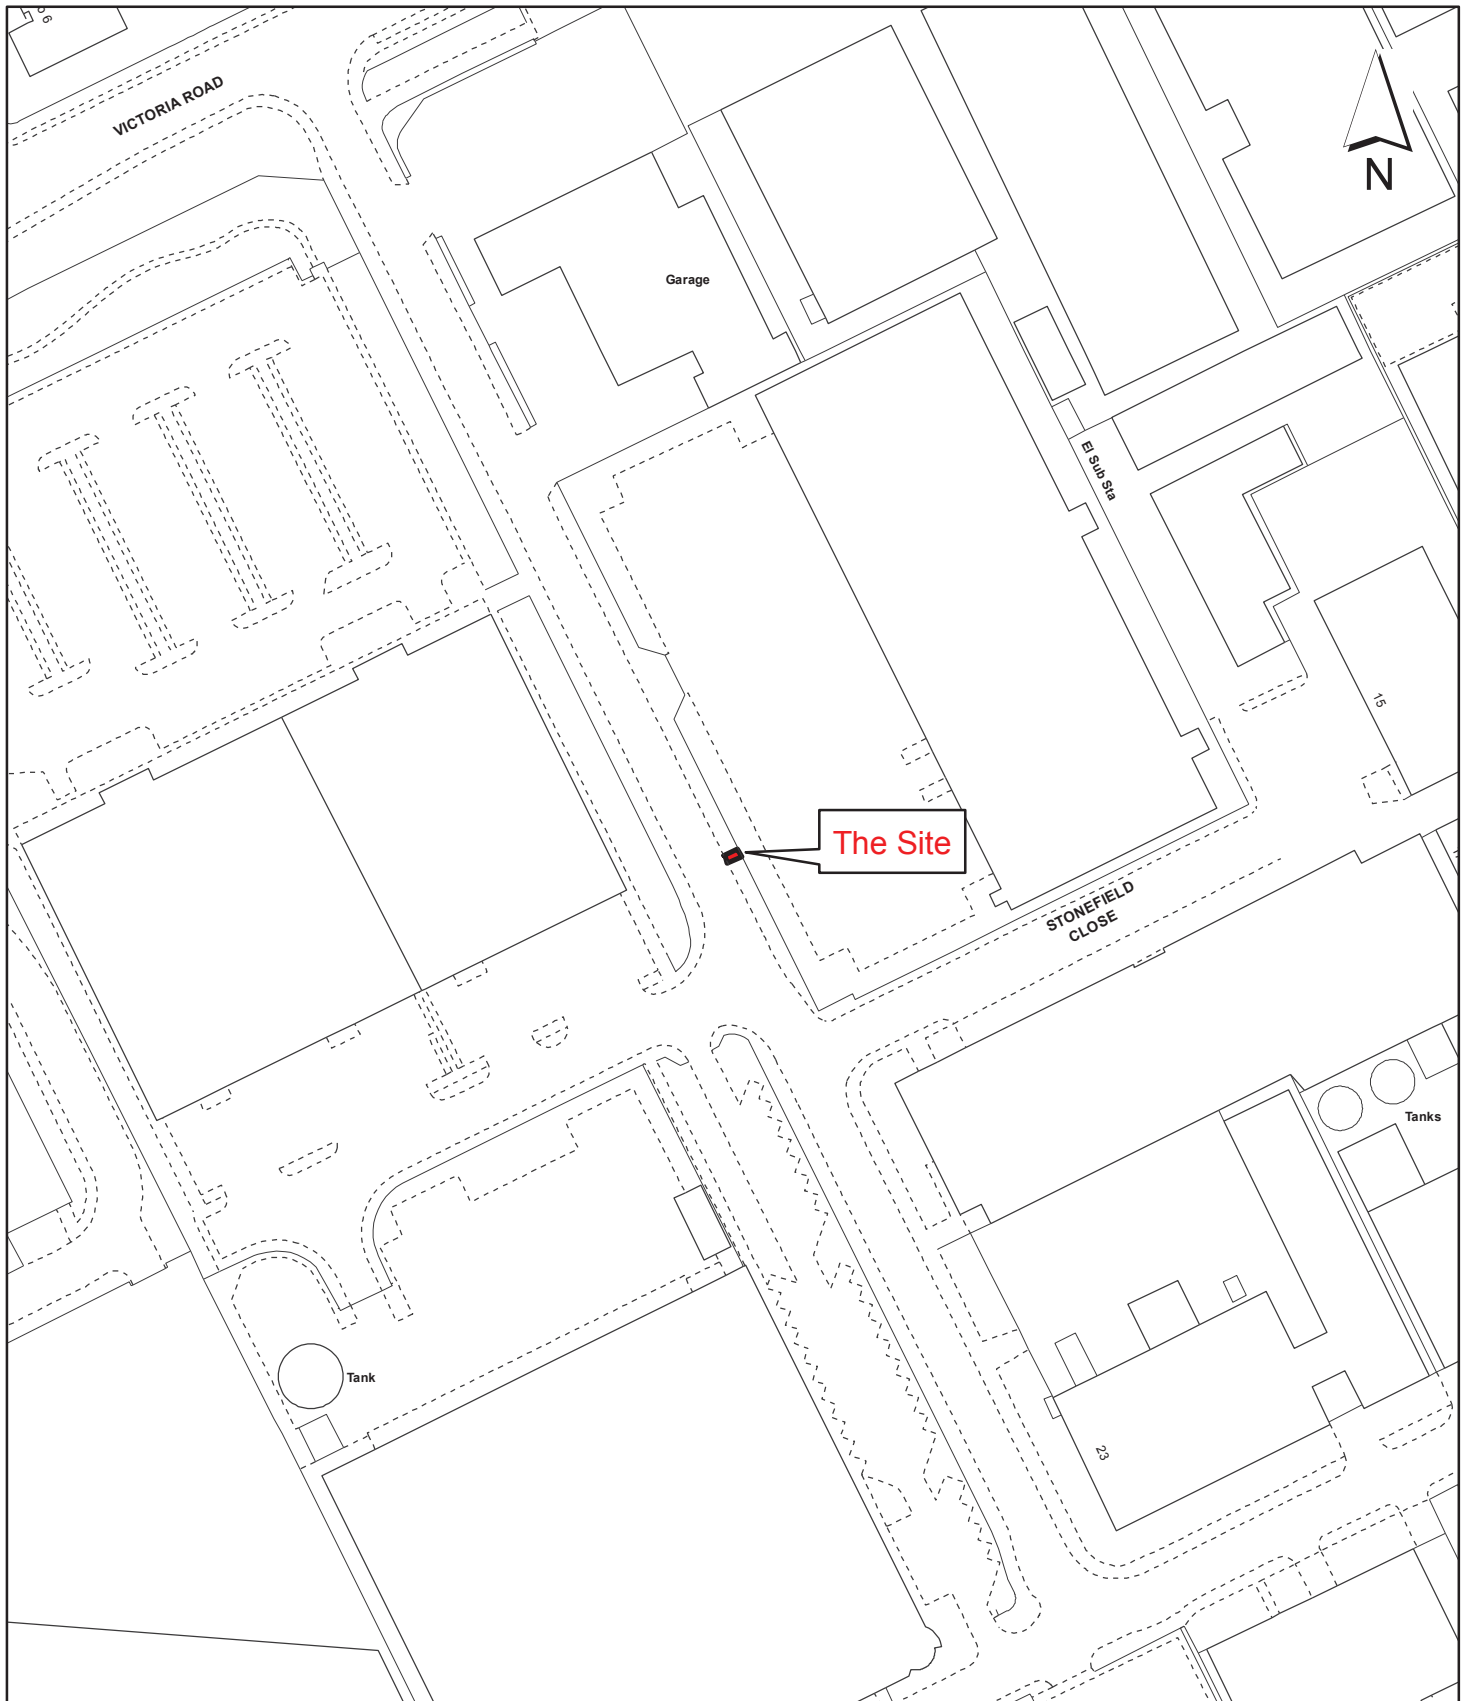 VICTORIA ROAD
N
Garage
El Sub Sta
15
The Site
STONEFIELD
CLOSE
Tanks
Tank
23